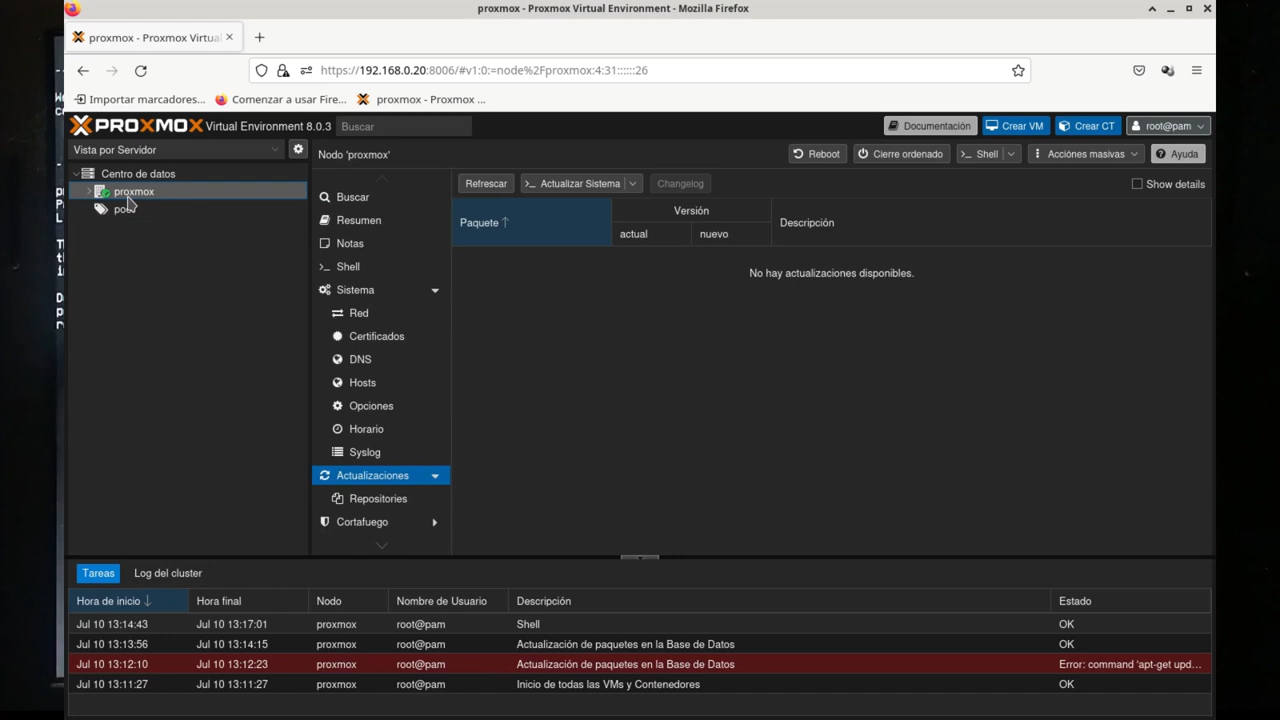 proxmox - Proxmox Virtual Environment - Mozilla Firefox
proxmox - Proxmox Virtua
https://192.168.0.20:8006/#v1:0:=node%2Fproxmox:4:31::::::26
Importar marcadores... Comenzar a usar Fire... proxmox - Proxmox ...
PROXMOX Virtual Environment 8.0.3 Buscar Documentación Crear VM Crear CT root@pam
Vista por Servidor
Nodo 'proxmox' Reboot Cierre ordenado Shell Acciónes masivas Ayuda
Centro de datos
proxmox
Buscar
Resumen
Notas
Shell
Sistema
Red
Certificados
DNS
Hosts
Opciones
Horario
Syslog
Actualizaciones
Repositories
Cortafuego
Refrescar Actualizar Sistema Changelog Show details
Paquete Versión Descripción
actual nuevo
No hay actualizaciones disponibles.
Tareas Log del cluster
Hora de inicio Hora final Nodo Nombre de Usuario Descripción Estado
Jul 10 13:14:43 Jul 10 13:17:01 proxmox root@pam Shell OK
Jul 10 13:13:56 Jul 10 13:14:15 proxmox root@pam Actualización de paquetes en la Base de Datos OK
Jul 10 13:12:10 Jul 10 13:12:23 proxmox root@pam Actualización de paquetes en la Base de Datos Error: command 'apt-get upd...
Jul 10 13:11:27 Jul 10 13:11:27 proxmox root@pam Inicio de todas las VMs y Contenedores OK